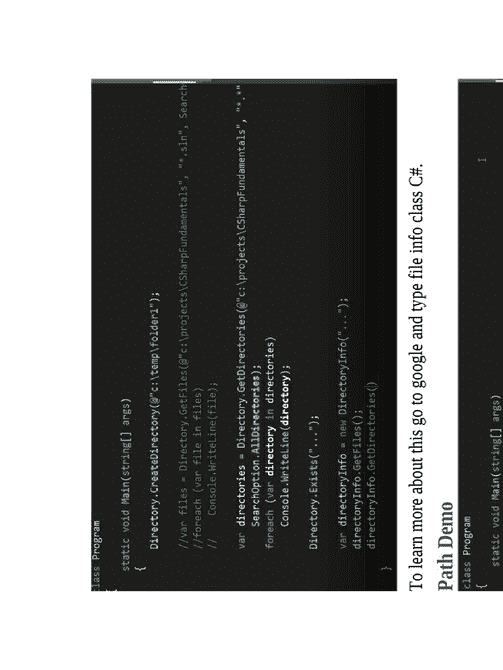 class Program
static void Main(string[] args)
{
Directory.CreateDirectory(@"c:\temp\folder1");
//var files = Directory.GetFiles(@"c:\projects\CSharpFundamentals", "*.sln", Search
//foreach (var file in files)
// Console.WriteLine(file);
var directories = Directory.GetDirectories(@"c:\projects\CSharpFundamentals", "*.*"
SearchOption.AllDirectories);
foreach (var directory in directories)
Console.WriteLine(directory);
Directory.Exists("...");
var directoryInfo = new DirectoryInfo("...");
directoryInfo.GetFiles();
directoryInfo.GetDirectories()
}
To learn more about this go to google and type file info class C#.
Path Demo
class Program
{
static void Main(string[] args)